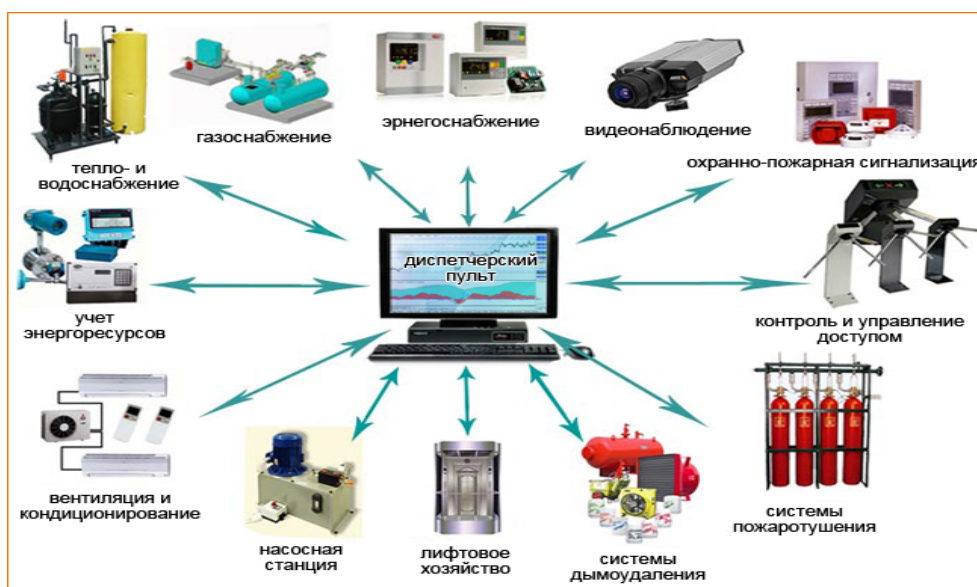 газоснабжение
эрнегоснабжение
видеонаблюдение
охранно-пожарная сигнализация
тепло- и
водоснабжение
диспетчерский
пульт
учет
энергоресурсов
контроль и управление
доступом
вентиляция и
кондиционирование
насосная
станция
лифтовое
хозяйство
системы
дымоудаления
системы
пожаротушения